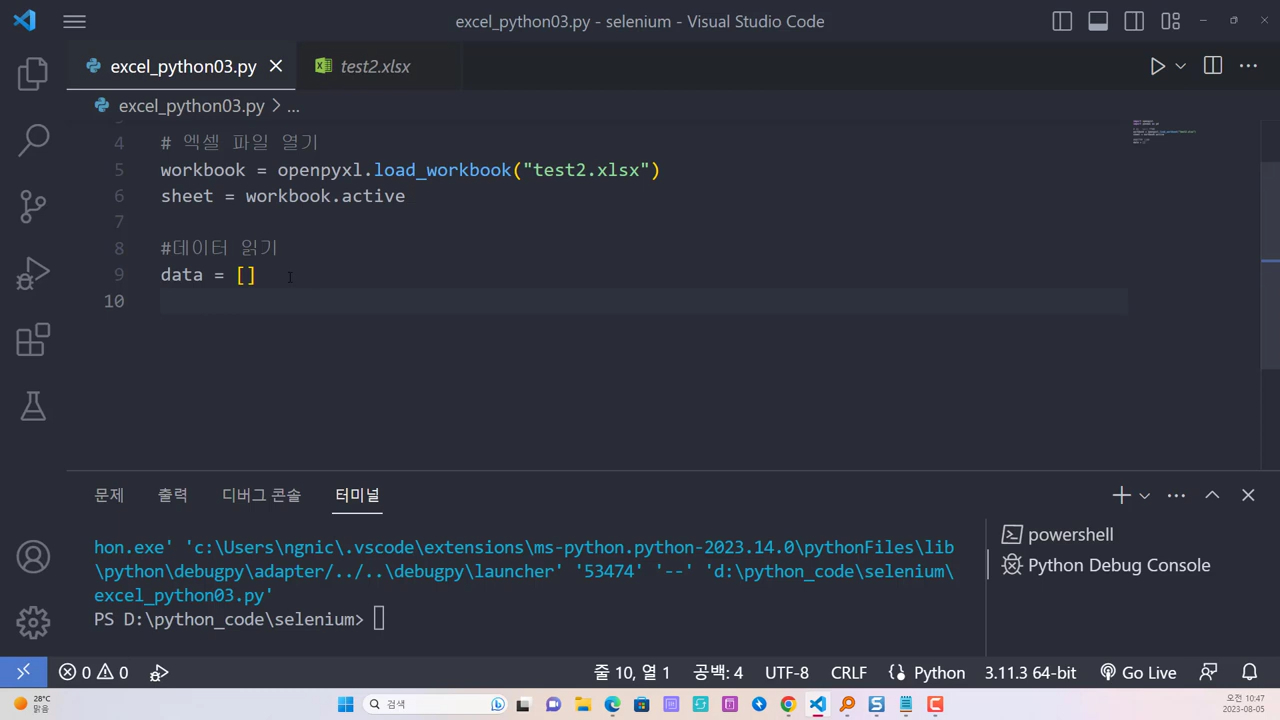 excel_python03.py - selenium - Visual Studio Code
excel_python03.py
test2.xlsx
excel_python03.py > ...
4 # 엑셀 파일 열기
5 workbook = openpyxl.load_workbook("test2.xlsx")
6 sheet = workbook.active
7
8 #데이터 읽기
9 data = []
10
문제 출력 디버그 콘솔 터미널
hon.exe' 'c:\Users\ngnic\.vscode\extensions\ms-python.python-2023.14.0\pythonFiles\lib
\python\debugpy\adapter/../..\debugpy\launcher' '53474' '--' 'd:\python_code\selenium\
excel_python03.py'
PS D:\python_code\selenium>
powershell
Python Debug Console
0 0 줄 10, 열 1 공백: 4 UTF-8 CRLF Python 3.11.3 64-bit Go Live
28°C
맑음
검색
오전 10:47
2023-08-05